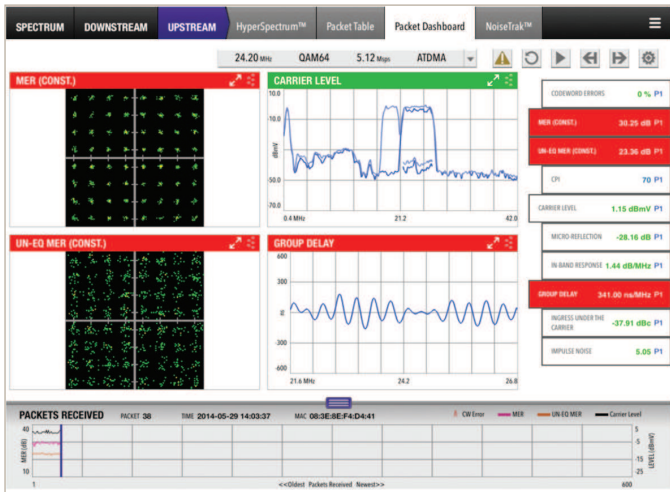 SPECTRUM DOWNSTREAM UPSTREAM HyperSpectrum™ Packet Table Packet Dashboard NoiseTrak™
24.20 MHz QAM64 5.12 Msps ATDMA
MER (CONST.)
CARRIER LEVEL
10.0
-10.0
dBmV
-50.0
-70.0
0.4 MHz 21.2 42.0
UN-EQ MER (CONST.)
GROUP DELAY
600
300
0
-300
-600
21.6 MHz 24.2 26.8
CODEWORD ERRORS 0 % P1
MER (CONST.) 30.25 dB P1
UN-EQ MER (CONST.) 23.36 dB P1
CPI 70 P1
CARRIER LEVEL 1.15 dBmV P1
MICRO-REFLECTION -28.16 dB P1
IN-BAND RESPONSE 1.44 dB/MHz P1
GROUP DELAY 341.00 ns/MHz P1
INGRESS UNDER THE
CARRIER -37.91 dBc P1
IMPULSE NOISE 5.05 P1
PACKETS RECEIVED PACKET 38 TIME 2014-05-29 14:03:37 MAC 08:3E:8E:F4:D4:41 CW Error MER UN-EQ MER Carrier Level
40 5
MER (dB) -5 LEVEL (dBmV)
-15
10 -25
1 <<Oldest Packets Received Newest>> 600